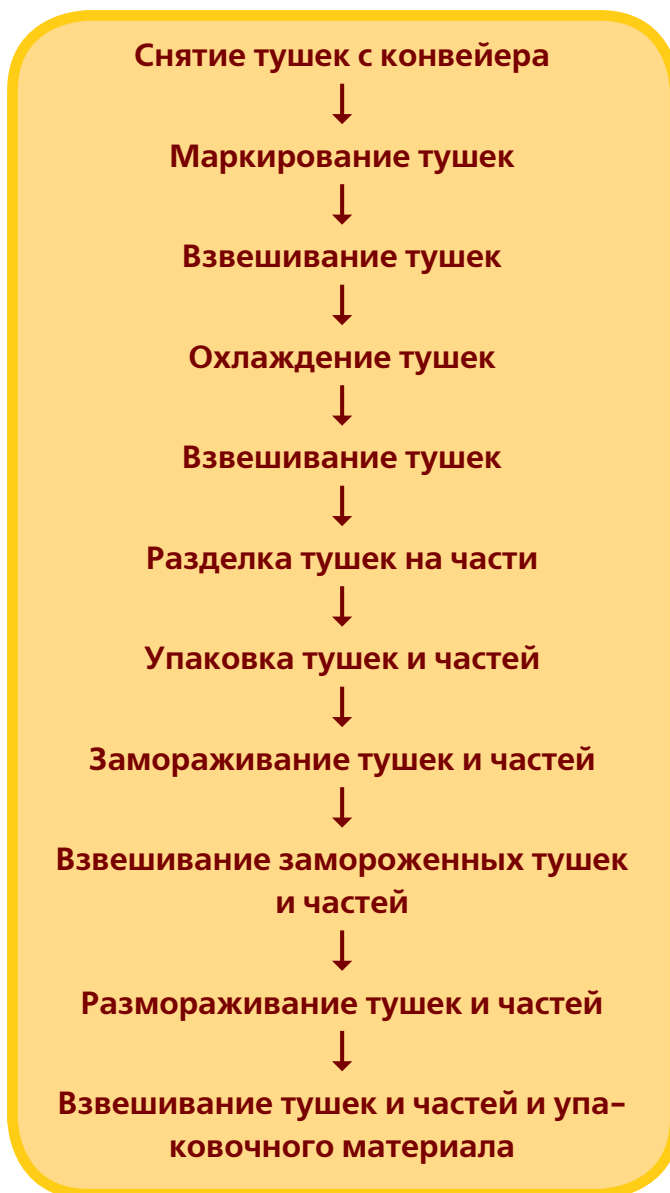 Снятие тушек с конвейера
Маркирование тушек
Взвешивание тушек
Охлаждение тушек
Взвешивание тушек
Разделка тушек на части
Упаковка тушек и частей
Замораживание тушек и частей
Взвешивание замороженных тушек
и частей
Размораживание тушек и частей
Взвешивание тушек и частей и упа-
ковочного материала